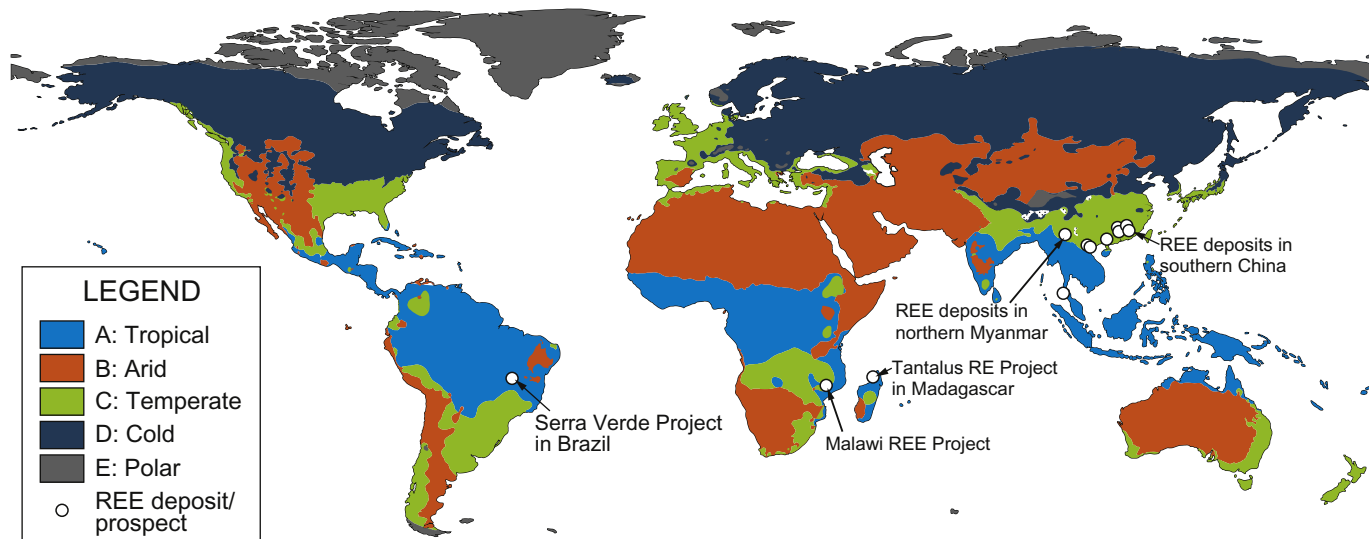 REE deposits in
southern China
REE deposits in
northern Myanmar
Tantalus RE Project
in Madagascar
Serra Verde Project
in Brazil
Malawi REE Project
LEGEND
A: Tropical
B: Arid
C: Temperate
D: Cold
E: Polar
REE deposit/
prospect